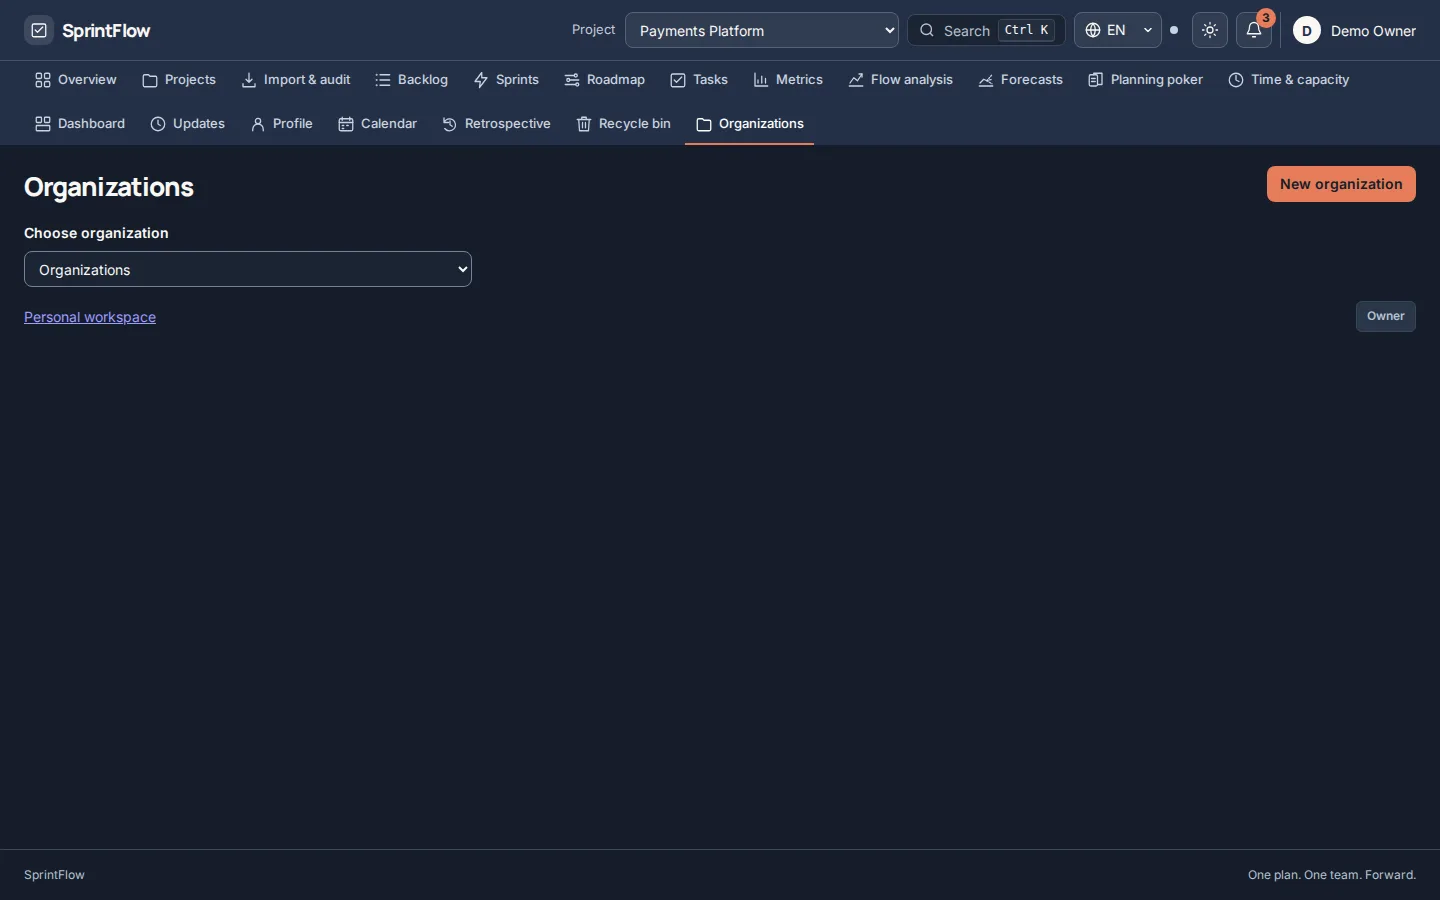 SprintFlow
Project Payments Platform Search Ctrl K EN 3 D Demo Owner
Overview Projects Import & audit Backlog Sprints Roadmap Tasks Metrics Flow analysis Forecasts Planning poker Time & capacity
Dashboard Updates Profile Calendar Retrospective Recycle bin Organizations
Organizations New organization
Choose organization
Organizations
Personal workspace Owner
SprintFlow One plan. One team. Forward.